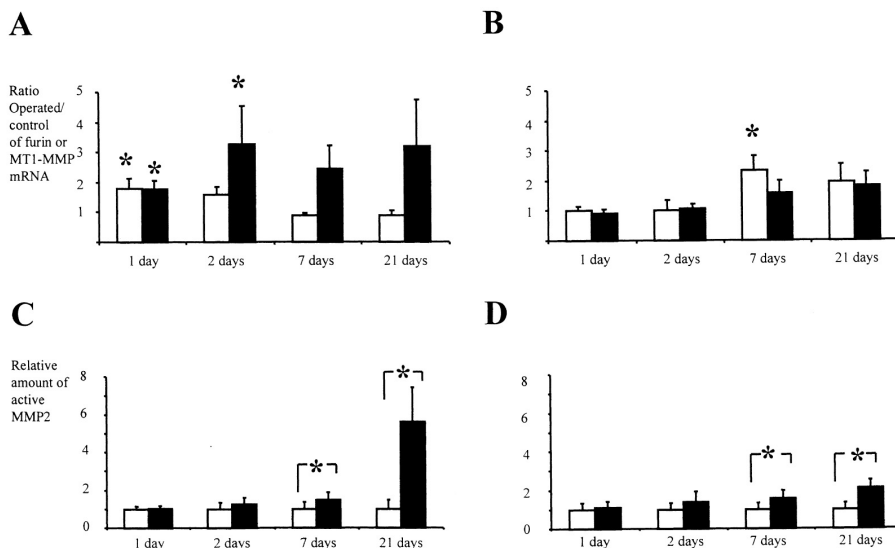 A
B
Ratio
Operated/
control
of furin or
MT1-MMP
mRNA
5
4
3
2
1
*
*
*
1 day
2 days
7 days
21 days
5
4
3
2
1
*
1 day
2 days
7 days
21 days
C
D
Relative
amount of
active
MMP2
8
6
4
2
0
*
*
1 day
2 days
7 days
21 days
8
6
4
2
0
*
*
1 day
2 days
7 days
21 days